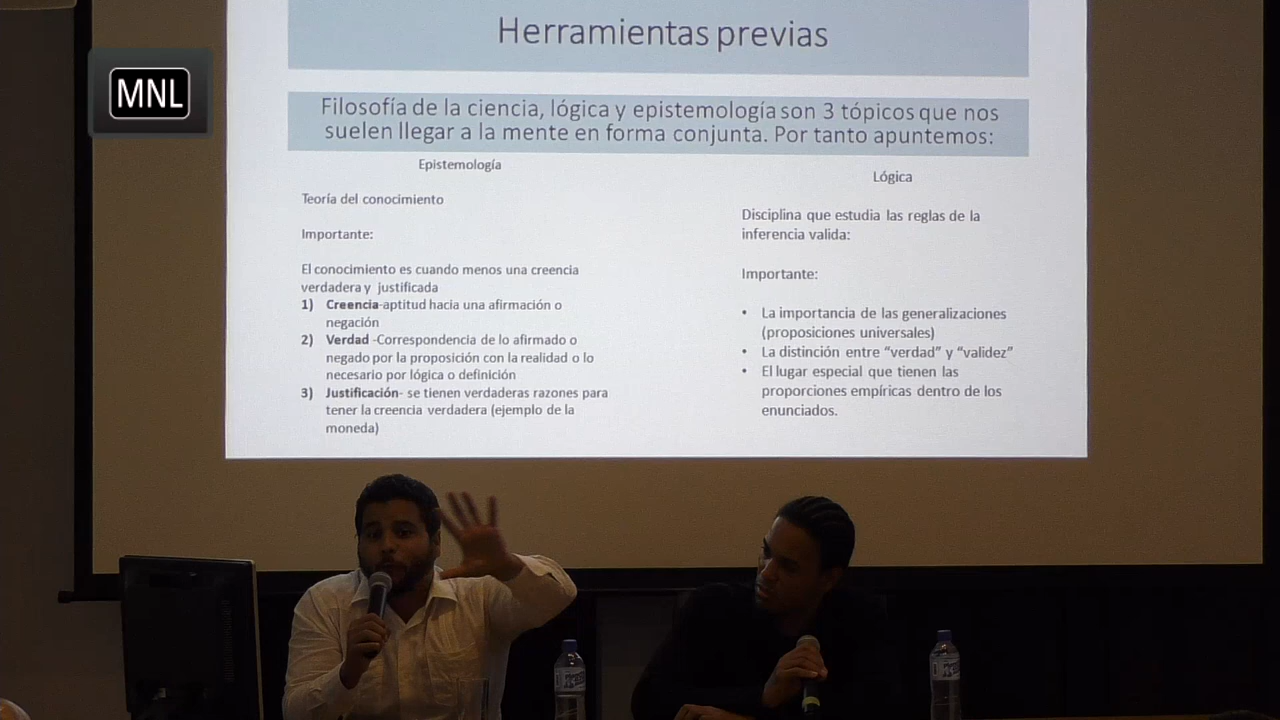 MNL
Herramientas previas
Filosofía de la ciencia, lógica y epistemología son 3 tópicos que nos
suelen llegar a la mente en forma conjunta. Por tanto apuntemos:
Epistemología
Teoría del conocimiento
Importante:
El conocimiento es cuando menos una creencia
verdadera y justificada
1) Creencia-aptitud hacia una afirmación o
negación
2) Verdad -Correspondencia de lo afirmado o
negado por la proposición con la realidad o lo
necesario por lógica o definición
3) Justificación- se tienen verdaderas razones para
tener la creencia verdadera (ejemplo de la
moneda)
Lógica
Disciplina que estudia las reglas de la
inferencia valida:
Importante:
• La importancia de las generalizaciones
(proposiciones universales)
• La distinción entre “verdad” y “validez”
• El lugar especial que tienen las
proporciones empíricas dentro de los
enunciados.